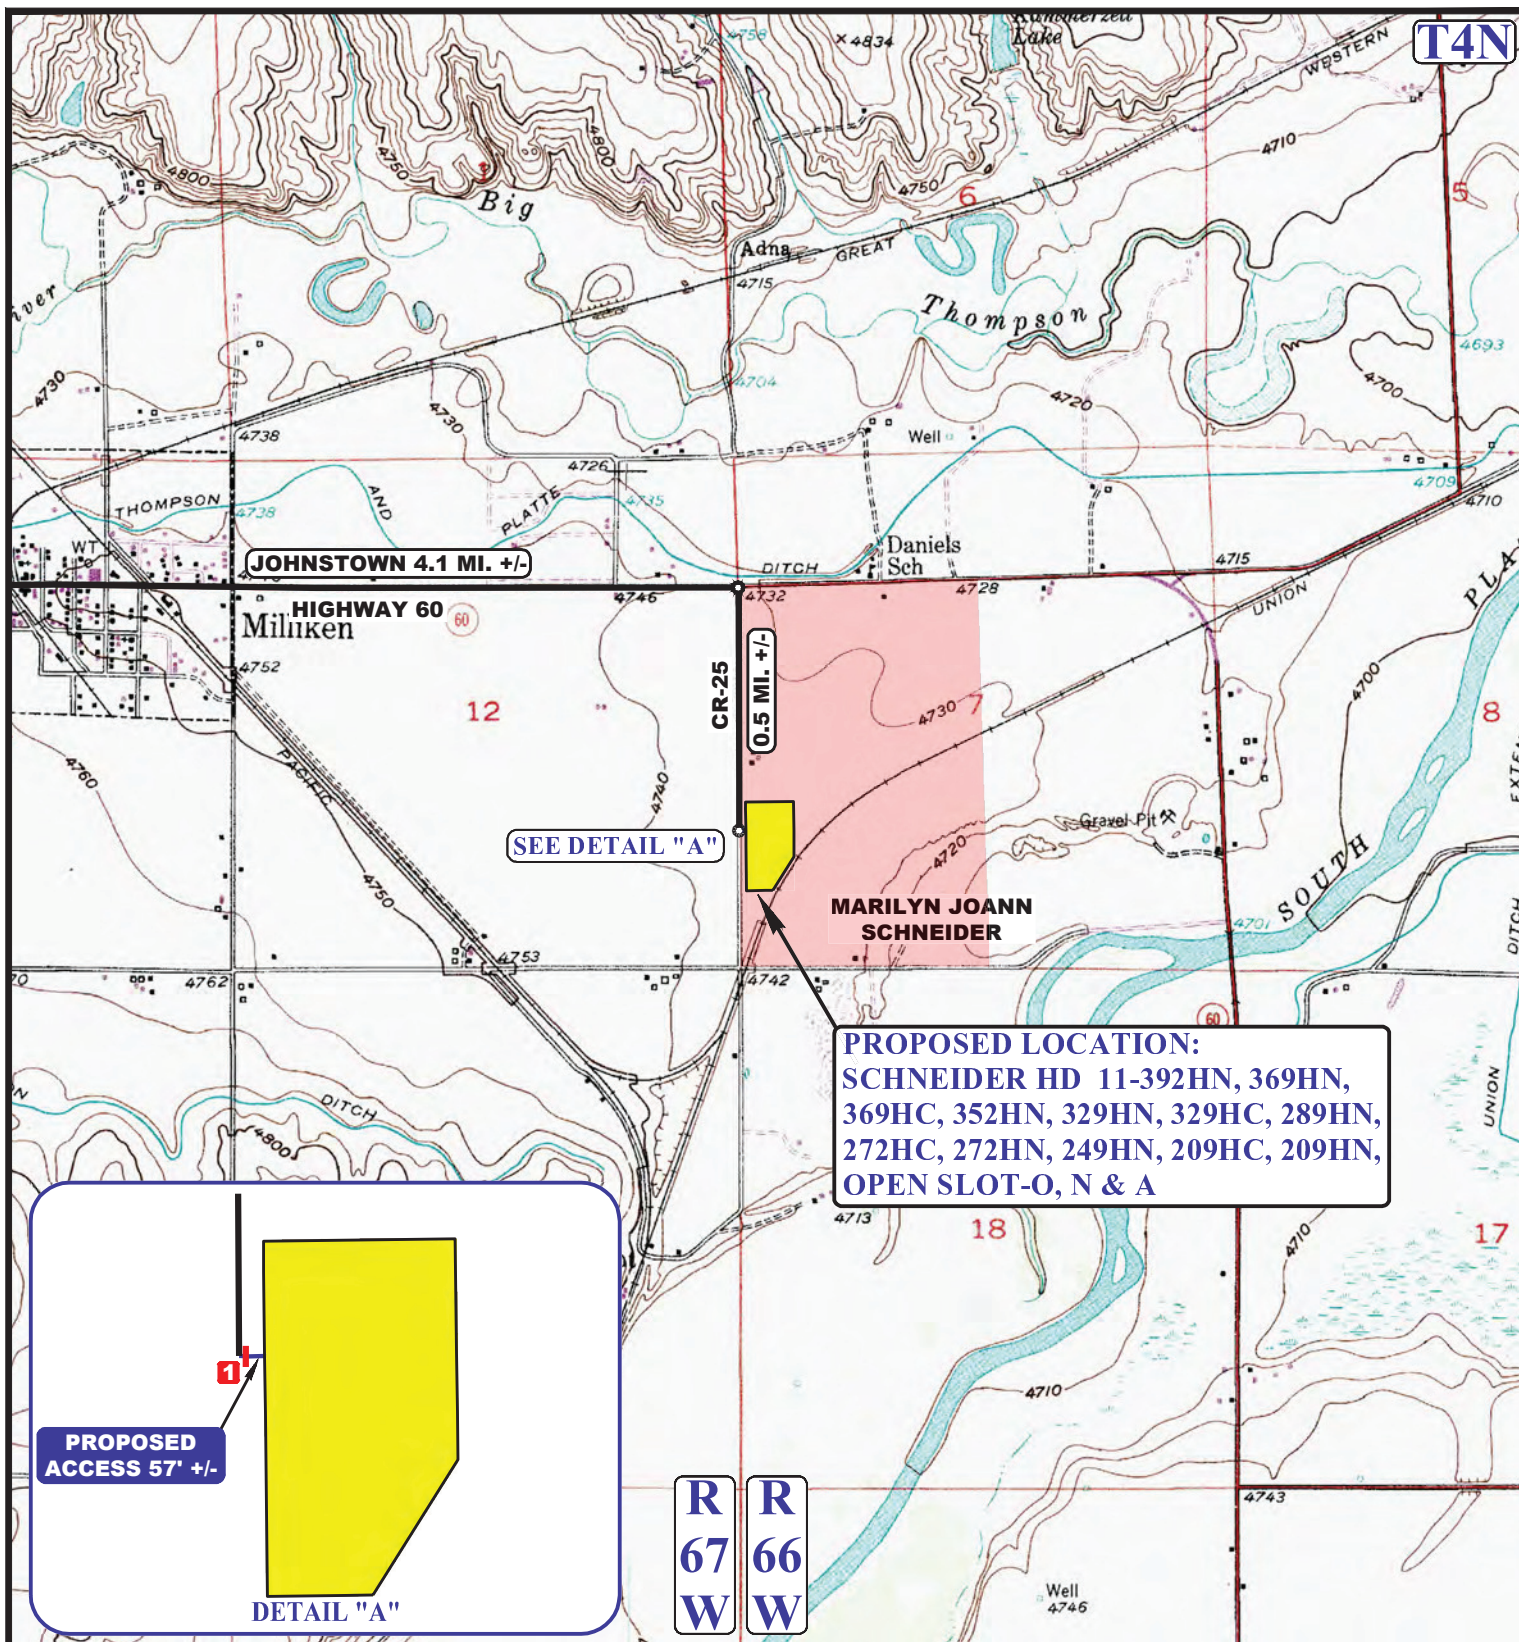 Kammerzell
Lake
T4N
4758
4834
WESTERN
4710
4800
4750
4800
4750
6
5
Big
Adna
GREAT
4715
Thompson
4693
4730
4704
4730
4720
4700
4738
Well
4726
THOMPSON
AND
PLATTE
4735
4738
4709
4710
WT
Daniels
Sch
JOHNSTOWN 4.1 MI. +/-
DITCH
4715
PLA
HIGHWAY 60
60
4746
4732
4728
UNION
Milliken
4752
CR-25
0.5 MI. +/-
4700
12
4730
7
8
4760
PACIFIC
4740
EXTEN
Gravel Pit
SEE DETAIL "A"
4720
SOUTH
4750
MARILYN JOANN
SCHNEIDER
4701
DITCH
4753
4762
4742
60
PROPOSED LOCATION:
SCHNEIDER HD 11-392HN, 369HN,
369HC, 352HN, 329HN, 329HC, 289HN,
272HC, 272HN, 249HN, 209HC, 209HN,
OPEN SLOT-O, N & A
DITCH
4800
UNION
4713
18
4710
17
1
4710
PROPOSED
ACCESS 57' +/-
DETAIL "A"
R
67
W
R
66
W
4743
Well
4746